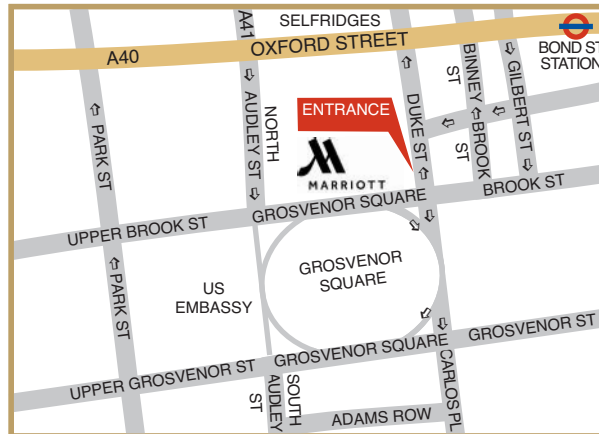 SELFRIDGES
A41
A40
OXFORD STREET
BOND ST
STATION
PARK ST
NORTH
AUDLEY ST
ENTRANCE
MARRIOTT
DUKE ST
BINNEY
ST
BROOK
ST
GILBERT ST
UPPER BROOK ST
GROSVENOR SQUARE
BROOK ST
GROSVENOR
SQUARE
US
EMBASSY
PARK ST
UPPER GROSVENOR ST
GROSVENOR SQUARE
GROSVENOR ST
SOUTH
AUDLEY
ST
CARLOS PL
ADAMS ROW